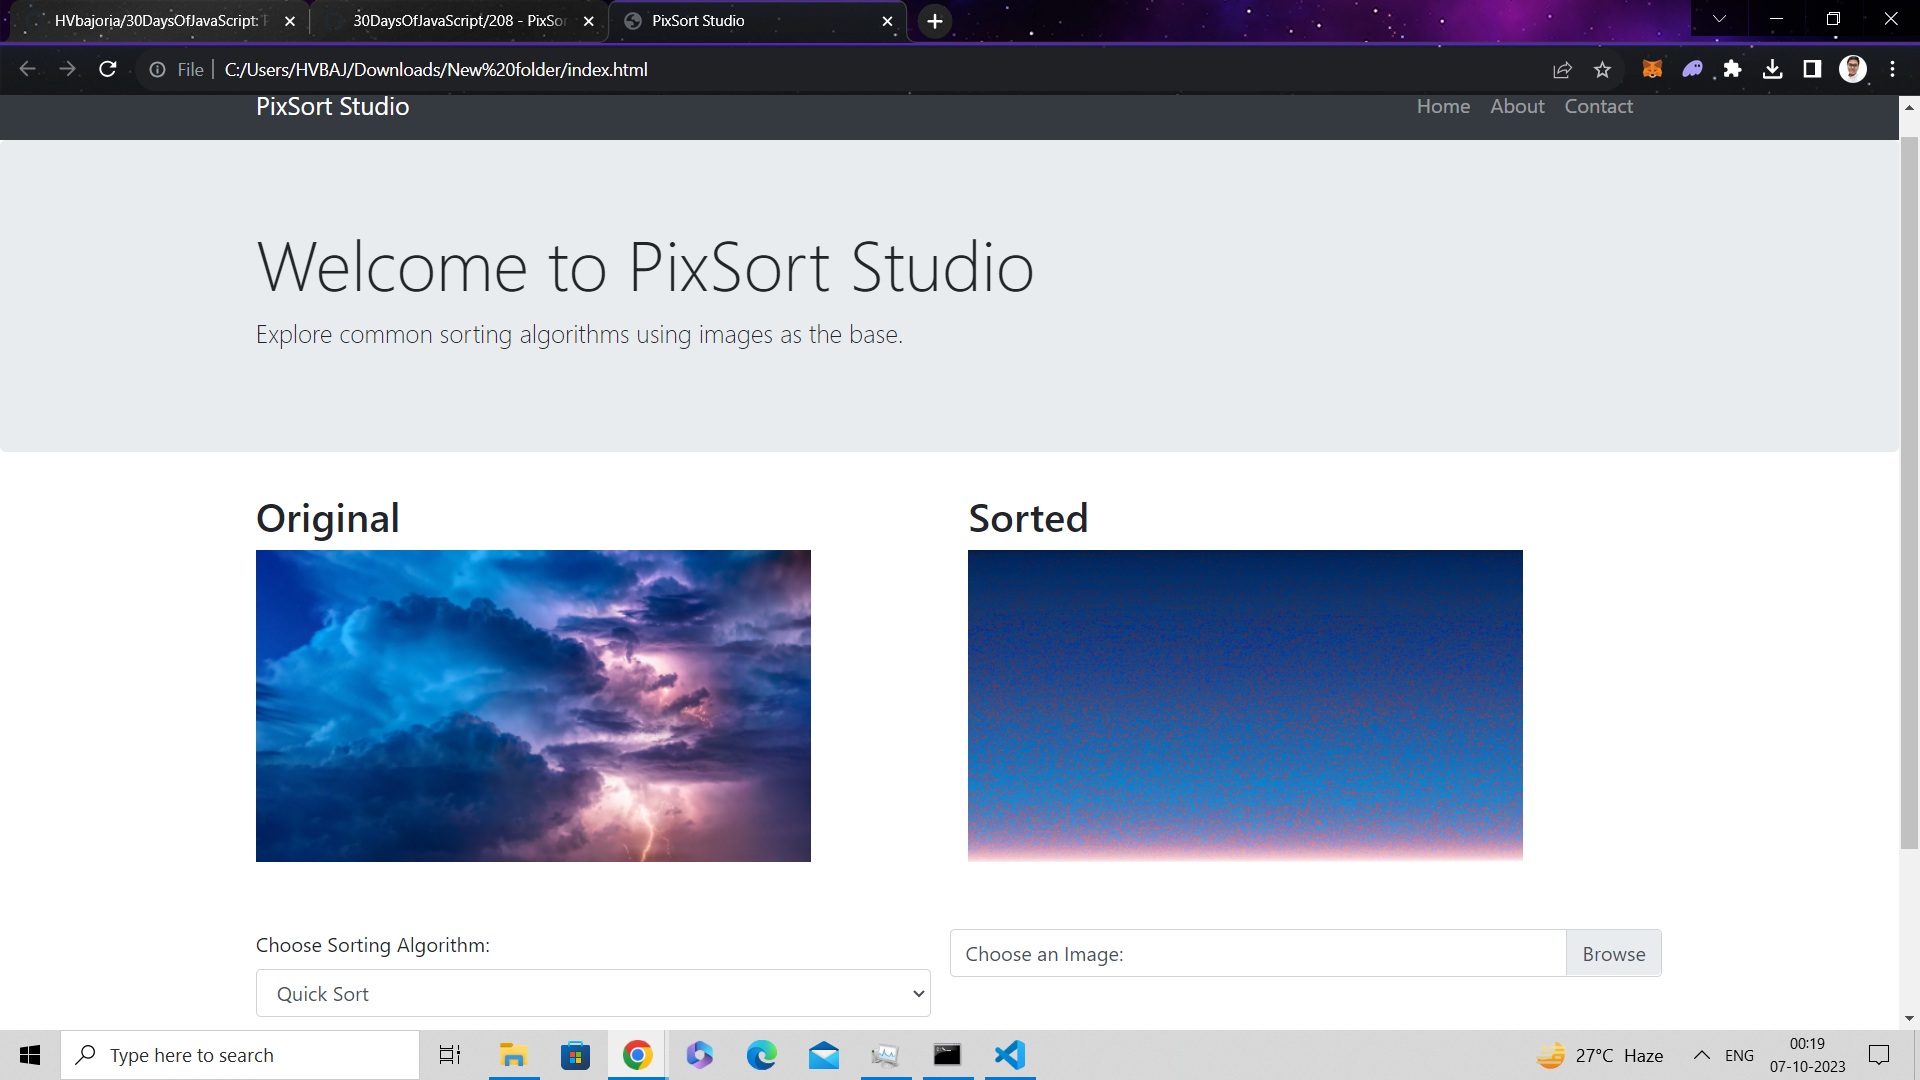 HVbajoria/30DaysOfJavaScript:
30DaysOfJavaScript/208 - PixSor
PixSort Studio
File
C:/Users/HVBAJ/Downloads/New%20folder/index.html
PixSort Studio
Home About Contact
Welcome to PixSort Studio
Explore common sorting algorithms using images as the base.
Original
Sorted
Choose Sorting Algorithm:
Quick Sort
Choose an Image:
Browse
Type here to search
27°C Haze
ENG
00:19
07-10-2023